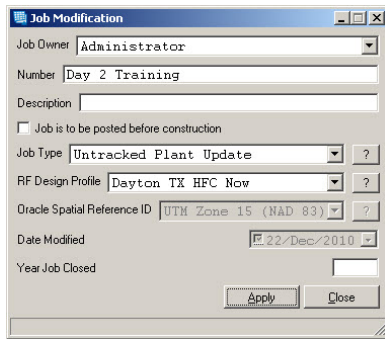 Job Modification
Job Owner Administrator
Number Day 2 Training
Description
Job is to be posted before construction
Job Type Untracked Plant Update ?
RF Design Profile Dayton TX HFC Now ?
Oracle Spatial Reference ID UTM Zone 15 (NAD 83) ?
Date Modified 22/Dec/2010
Year Job Closed
Apply Close